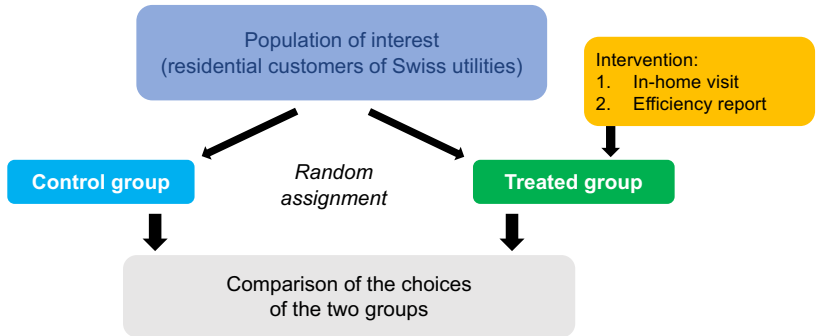 Population of interest
(residential customers of Swiss utilities)
Intervention:
1. In-home visit
2. Efficiency report
Control group
Random
assignment
Treated group
Comparison of the choices
of the two groups